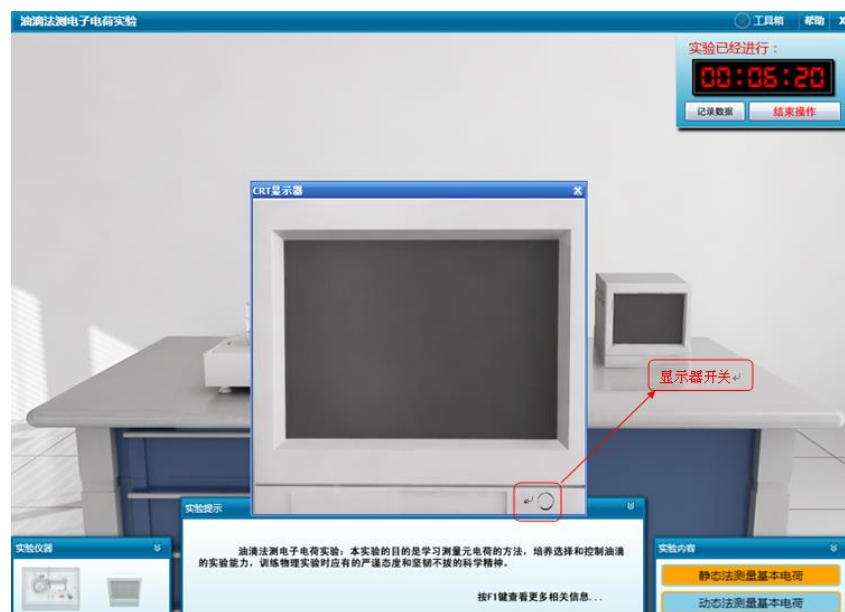 油滴法测电子电荷实验
工具箱 帮助 X
实验已经进行：
00:06:20
记录数据 结束操作
CRT显示器 X
显示器开关↵
↵
实验提示
油滴法测电子电荷实验：本实验的目的是学习测量元电荷的方法，培养选择和控制油滴
的实验能力，训练物理实验时应有的严谨态度和坚韧不拔的科学精神。
按F1键查看更多相关信息...
实验仪器
实验内容
静态法测量基本电荷
动态法测量基本电荷